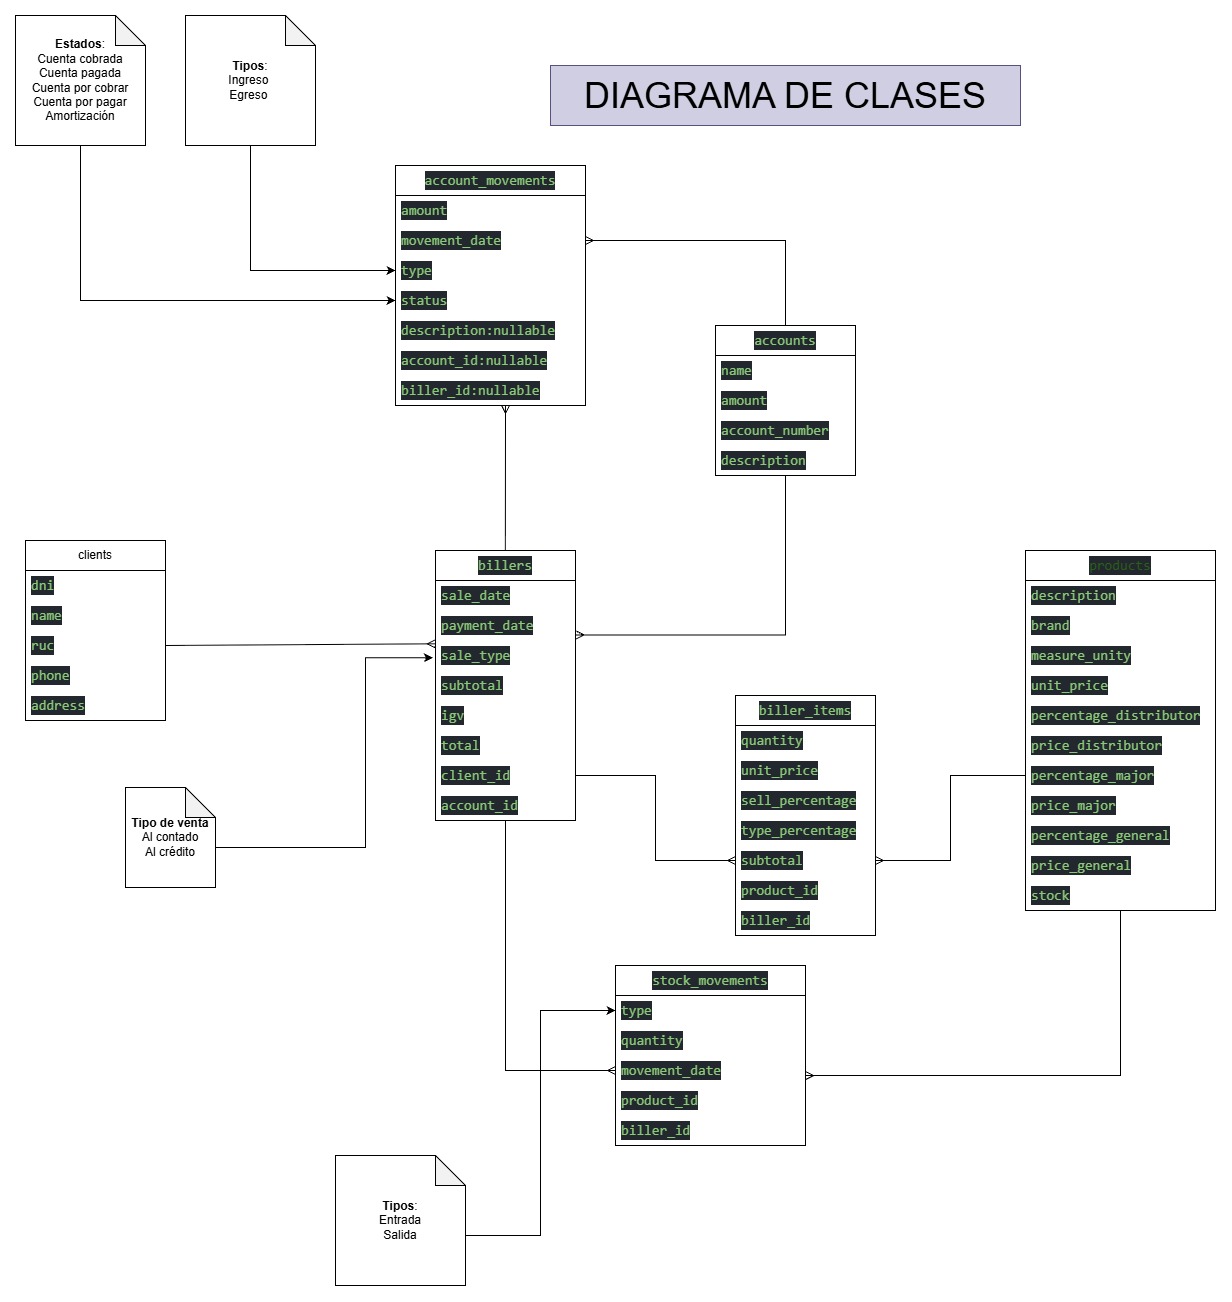 Estados:
Cuenta cobrada
Cuenta pagada
Cuenta por cobrar
Cuenta por pagar
Amortización
Tipos:
Ingreso
Egreso
DIAGRAMA DE CLASES
account_movements
amount
movement_date
type
status
description:nullable
account_id:nullable
biller_id:nullable
accounts
name
amount
account_number
description
clients
dni
name
ruc
phone
address
billers
sale_date
payment_date
sale_type
subtotal
igv
total
client_id
account_id
products
description
brand
measure_unity
unit_price
percentage_distributor
price_distributor
percentage_major
price_major
percentage_general
price_general
stock
biller_items
quantity
unit_price
sell_percentage
type_percentage
subtotal
product_id
biller_id
Tipo de venta
Al contado
Al crédito
stock_movements
type
quantity
movement_date
product_id
biller_id
Tipos:
Entrada
Salida